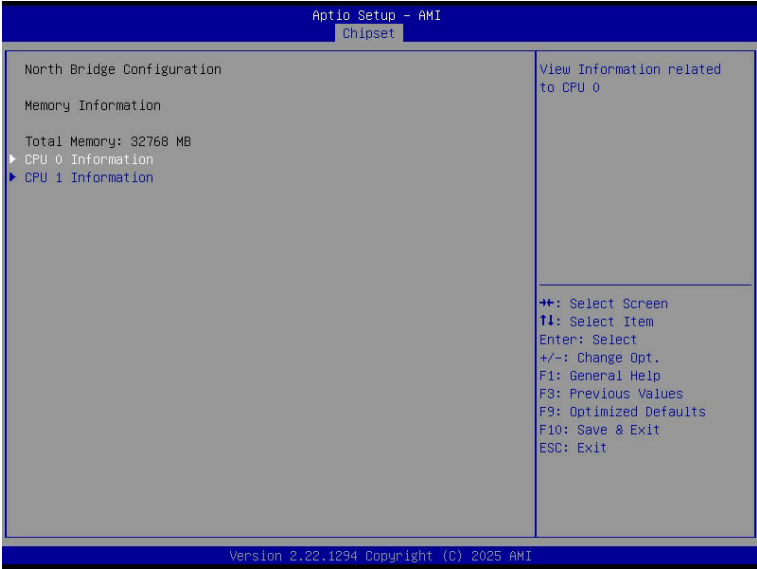 Aptio Setup – AMI
Chipset
North Bridge Configuration
Memory Information
Total Memory: 32768 MB
CPU 0 Information
CPU 1 Information
View Information related
to CPU 0
→←: Select Screen
↑↓: Select Item
Enter: Select
+/-: Change Opt.
F1: General Help
F3: Previous Values
F9: Optimized Defaults
F10: Save & Exit
ESC: Exit
Version 2.22.1294 Copyright (C) 2025 AMI